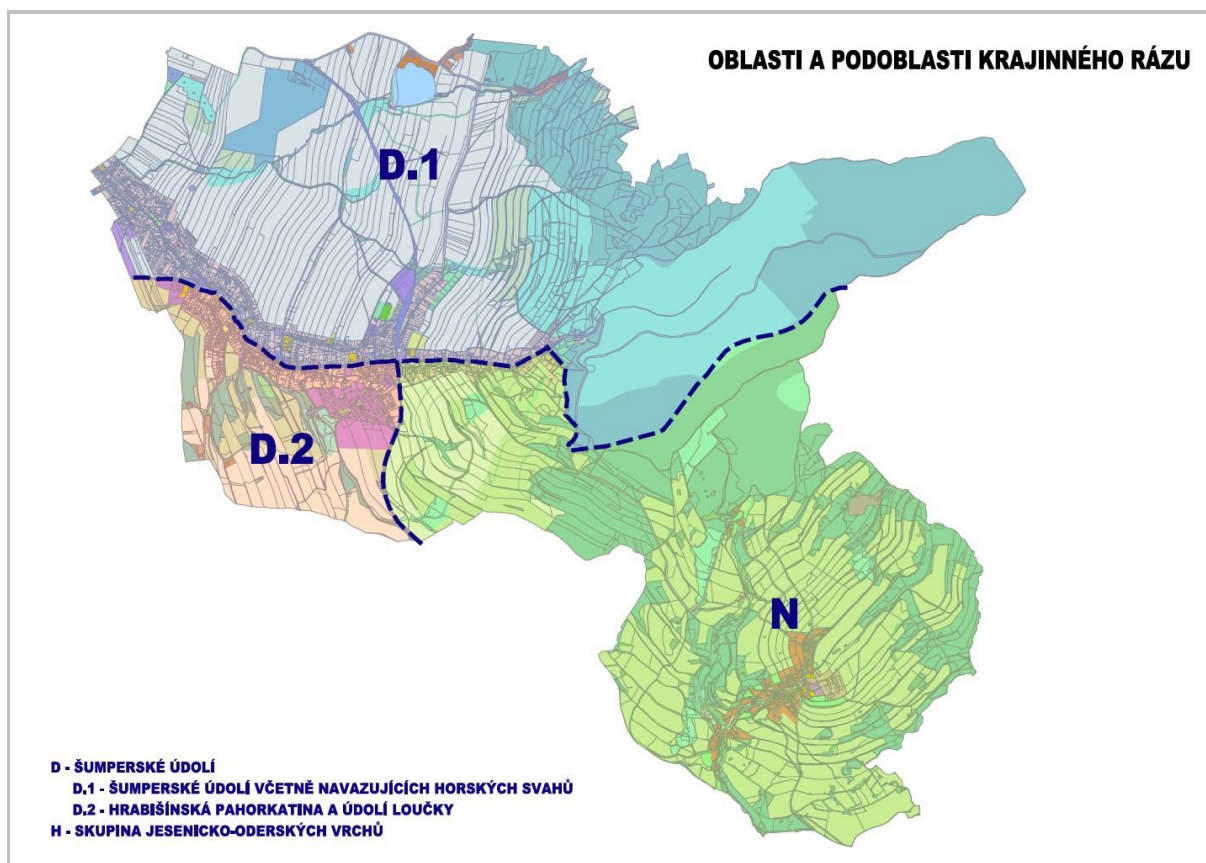 OBLASTI A PODOBLASTI KRAJINNÉHO RÁZU
D.1
D.2
N
D - ŠUMPERSKÉ ÚDOLÍ
D.1 - ŠUMPERSKÉ ÚDOLÍ VČETNĚ NAVAZUJÍCÍCH HORSKÝCH SVAHŮ
D.2 - HRABIŠÍNSKÁ PAHORKATINA A ÚDOLÍ LOUČKY
H - SKUPINA JESENICKO-ODERSKÝCH VRCHŮ